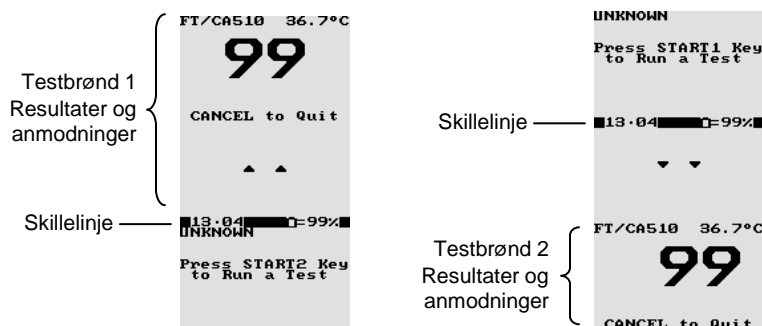 FT/CA510 36.7°C
99
Testbrønd 1
Resultater og
anmodninger
CANCEL to Quit
Skillelinje
13·04 =99%
UNKNOWN
Press START2 Key
to Run a Test
UNKNOWN
Press START1 Key
to Run a Test
Skillelinje
13·04 =99%
FT/CA510 36.7°C
Testbrønd 2
Resultater og
anmodninger
99
CANCEL to Quit